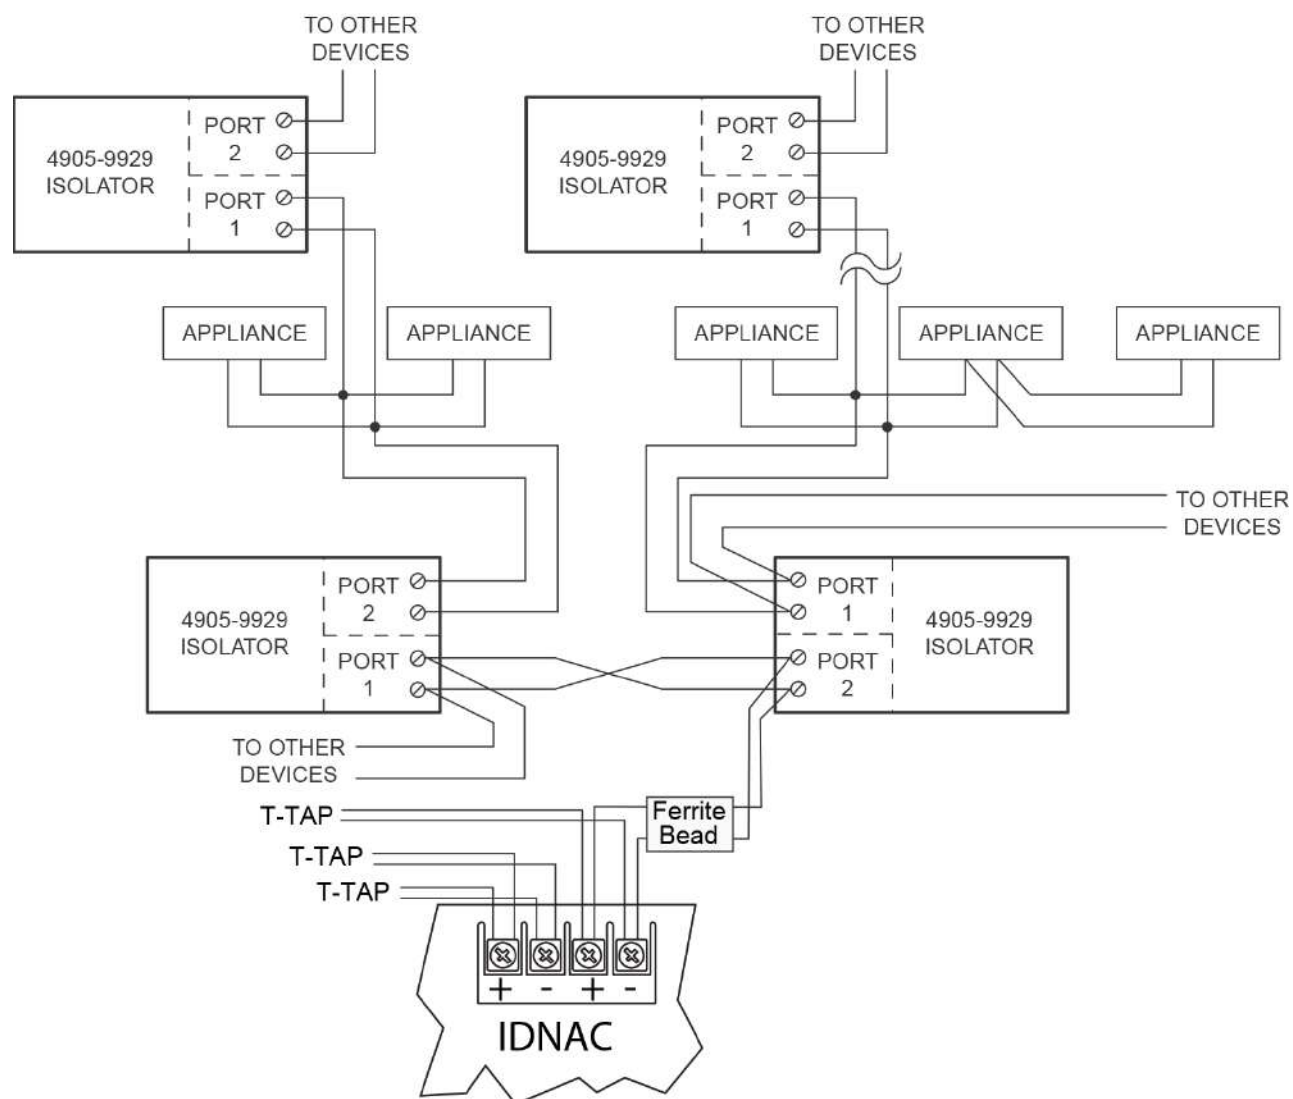 TO OTHER
DEVICES
TO OTHER
DEVICES
4905-9929
ISOLATOR
PORT
2
PORT
1
4905-9929
ISOLATOR
PORT
2
PORT
1
APPLIANCE
APPLIANCE
APPLIANCE
APPLIANCE
APPLIANCE
TO OTHER
DEVICES
4905-9929
ISOLATOR
PORT
2
PORT
1
PORT
1
PORT
2
4905-9929
ISOLATOR
TO OTHER
DEVICES
T-TAP
Ferrite
Bead
T-TAP
T-TAP
+ - + -
IDNAC